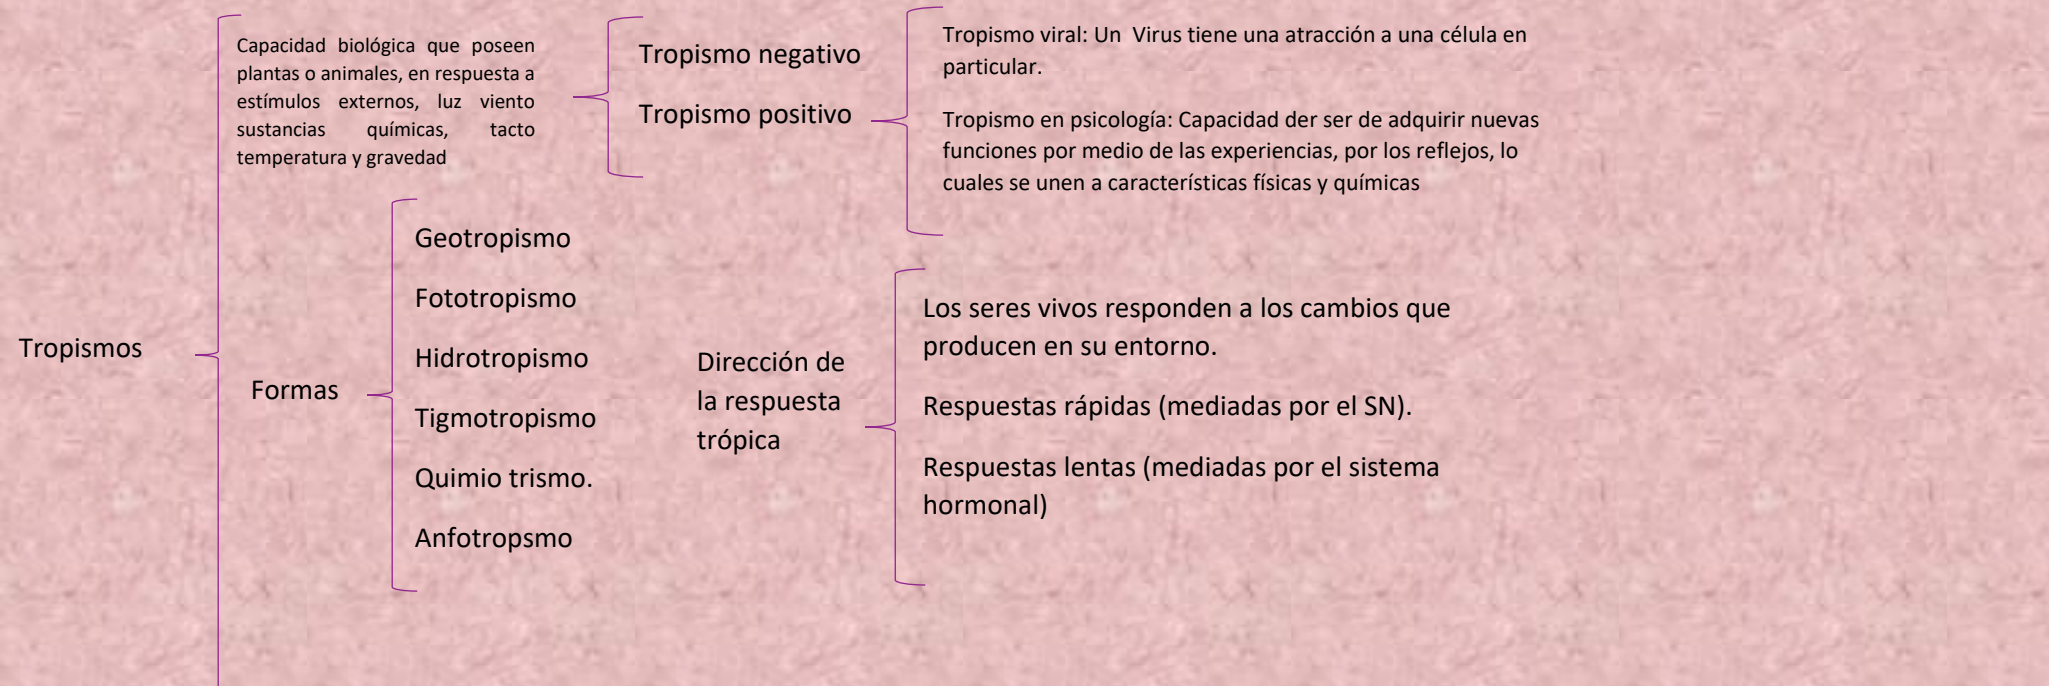 Tropismos
Capacidad biológica que poseen
plantas o animales, en respuesta a
estímulos externos, luz viento
sustancias químicas, tacto
temperatura y gravedad
Tropismo negativo
Tropismo positivo
Tropismo viral: Un Virus tiene una atracción a una célula en
particular.
Tropismo en psicología: Capacidad der ser de adquirir nuevas
funciones por medio de las experiencias, por los reflejos, lo
cuales se unen a características físicas y químicas
Formas
Geotropismo
Fototropismo
Hidrotropismo
Tigmotropismo
Quimio trismo.
Anfotropsmo
Dirección de
la respuesta
trópica
Los seres vivos responden a los cambios que
producen en su entorno.
Respuestas rápidas (mediadas por el SN).
Respuestas lentas (mediadas por el sistema
hormonal)